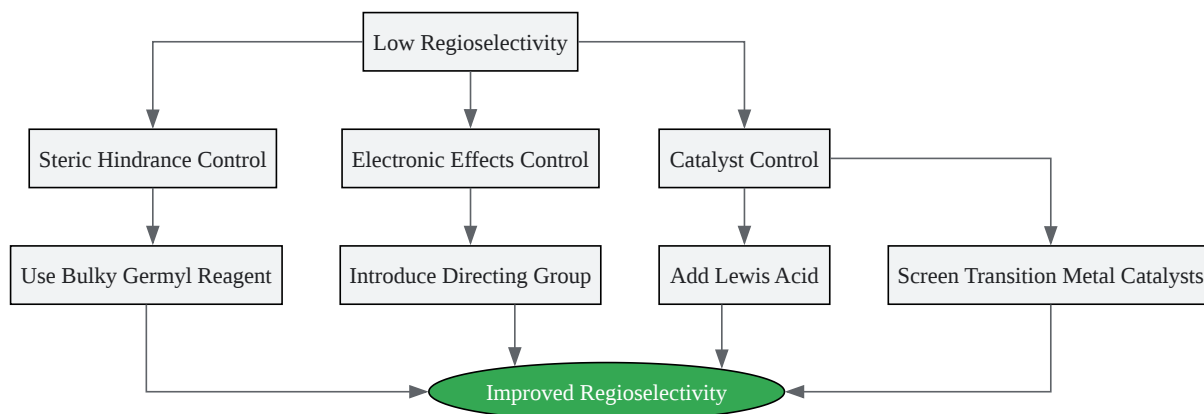 Low Regioselectivity
Steric Hindrance Control
Electronic Effects Control
Catalyst Control
Use Bulky Germyl Reagent
Introduce Directing Group
Add Lewis Acid
Screen Transition Metal Catalysts
Improved Regioselectivity